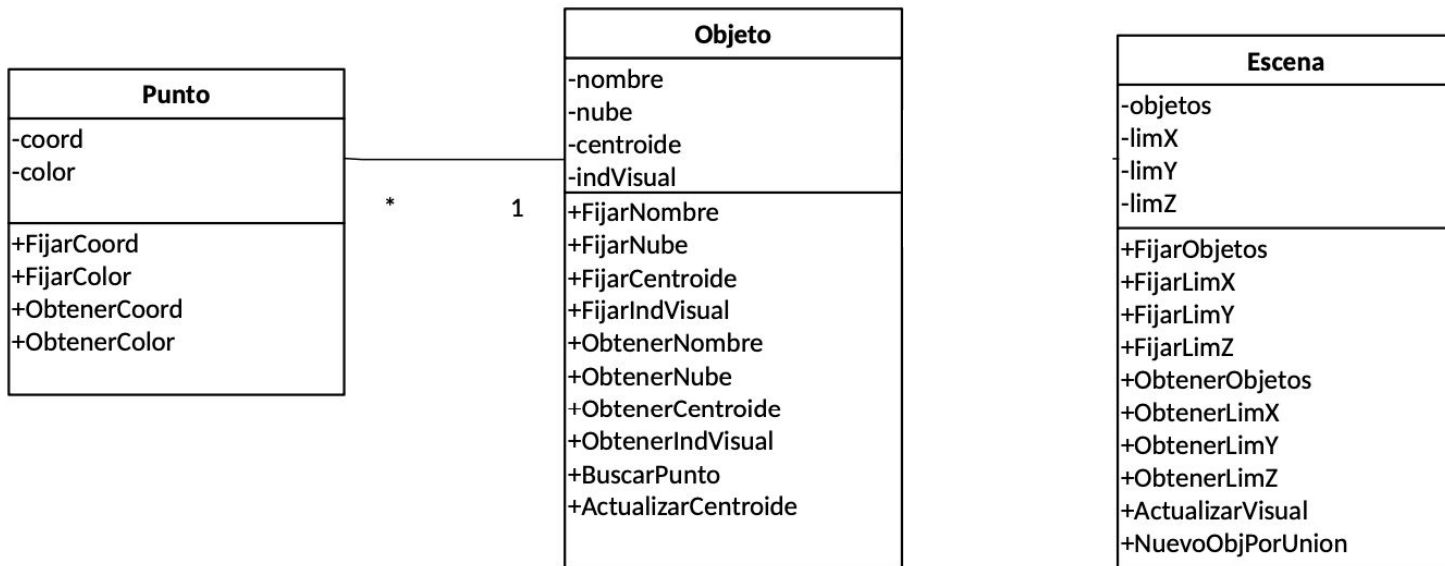 Punto
-coord
-color
+FijarCoord
+FijarColor
+ObtenerCoord
+ObtenerColor
*
1
Objeto
-nombre
-nube
-centroide
-indVisual
+FijarNombre
+FijarNube
+FijarCentroide
+FijarIndVisual
+ObtenerNombre
+ObtenerNube
+ObtenerCentroide
+ObtenerIndVisual
+BuscarPunto
+ActualizarCentroide
Escena
-objetos
-limX
-limY
-limZ
+FijarObjetos
+FijarLimX
+FijarLimY
+FijarLimZ
+ObtenerObjetos
+ObtenerLimX
+ObtenerLimY
+ObtenerLimZ
+ActualizarVisual
+NuevoObjPorUnion